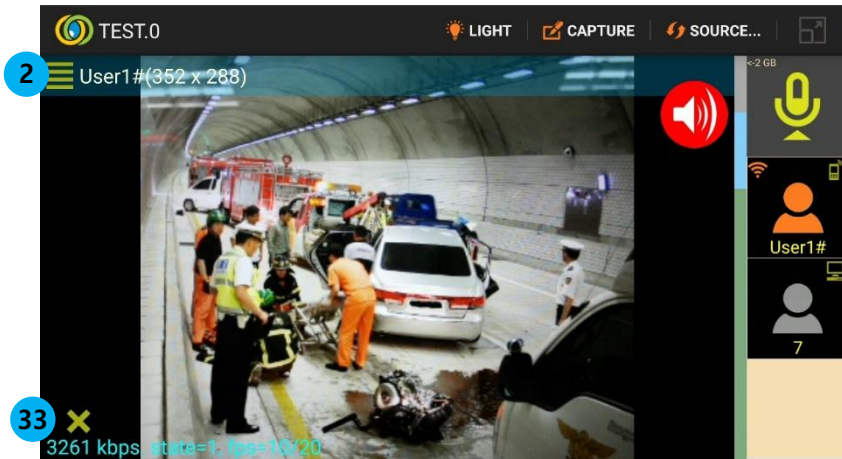 TEST.0 LIGHT CAPTURE SOURCE...
2 User1#(352 x 288)
<-2 GB
User1#
7
33
3261 kbps, state=1, fps=10/20